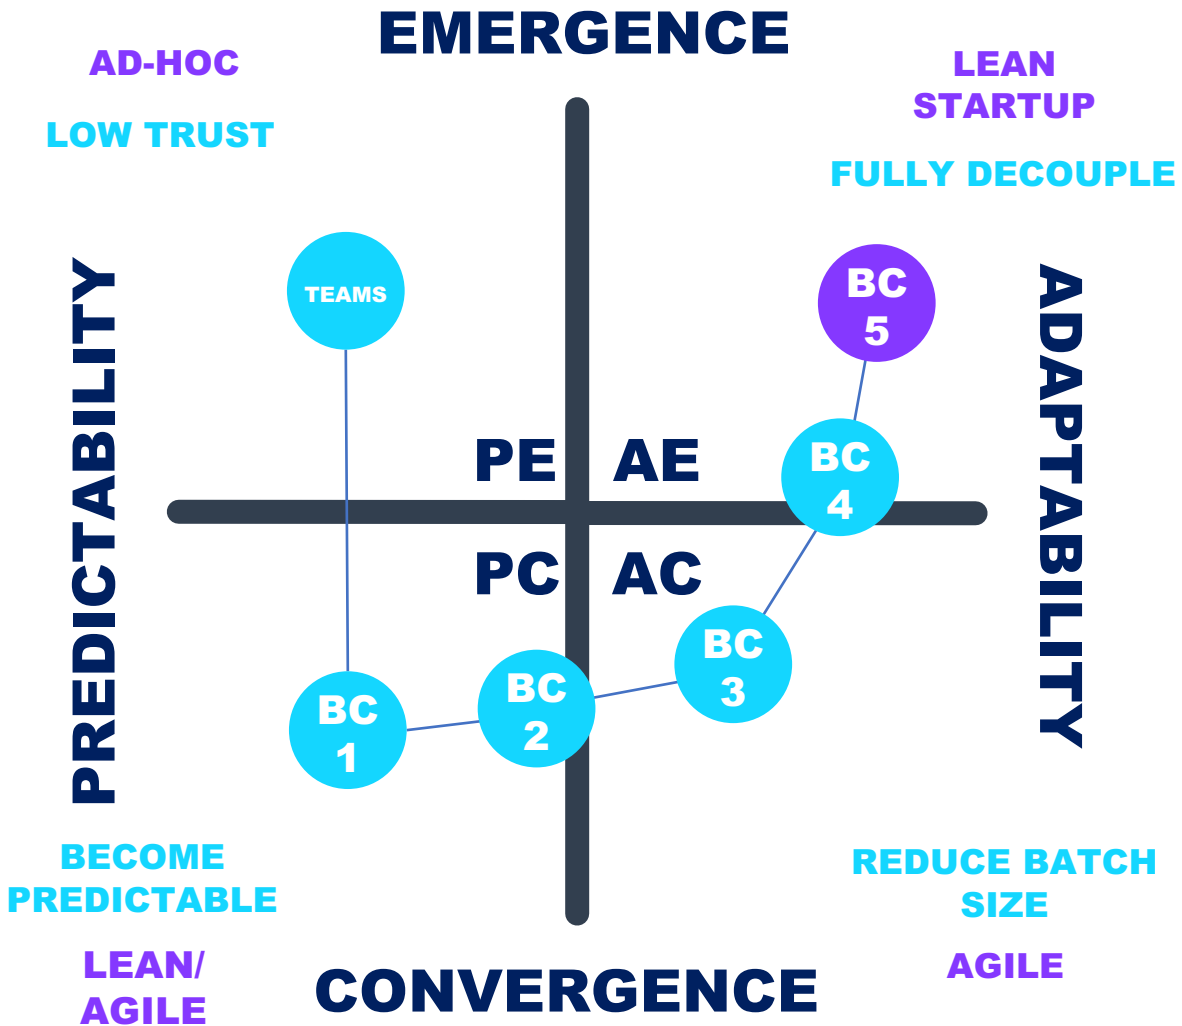 EMERGENCE
AD-HOC
LOW TRUST
LEAN
STARTUP
FULLY DECOUPLE
PREDICTABILITY
ADAPTABILITY
TEAMS
BC
5
BC
4
PE
AE
PC
AC
BC
3
BC
2
BC
1
BECOME
PREDICTABLE
LEAN/
AGILE
REDUCE BATCH
SIZE
AGILE
CONVERGENCE